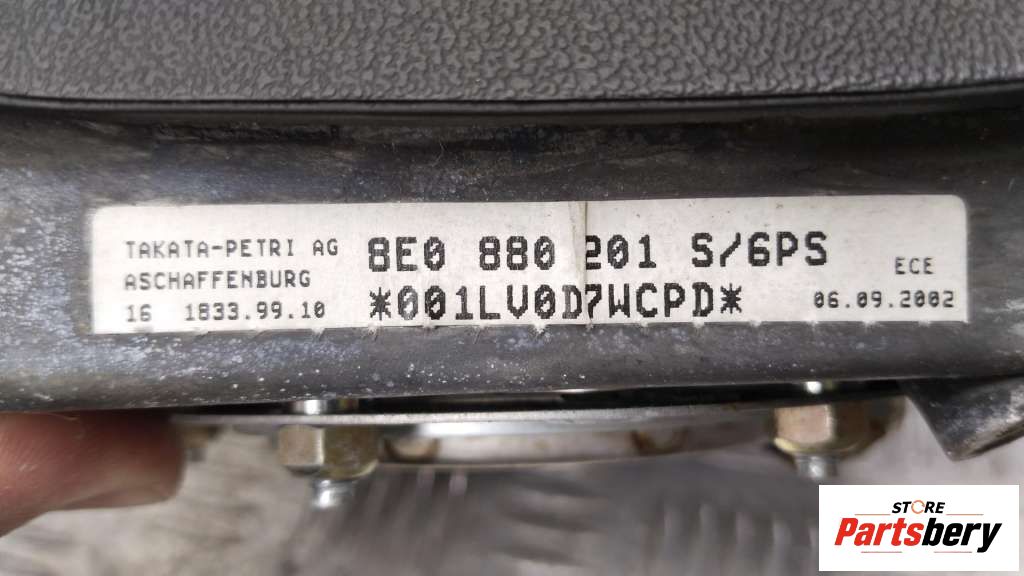 TAKATA-PETRI AG
ASCHAFFENBURG
16 1833.99.10
8E0 880 201 S/6PS
*001LV0D7WCPD*
ECE
06.09.2002
STORE
Partsbery